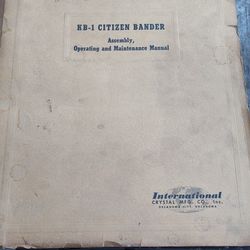 KB-1 CITIZEN BANDER
Assembly,
Operating and Maintenance Manual
International
CRYSTAL MFG. CO., Inc.
OKLAHOMA CITY, OKLAHOMA